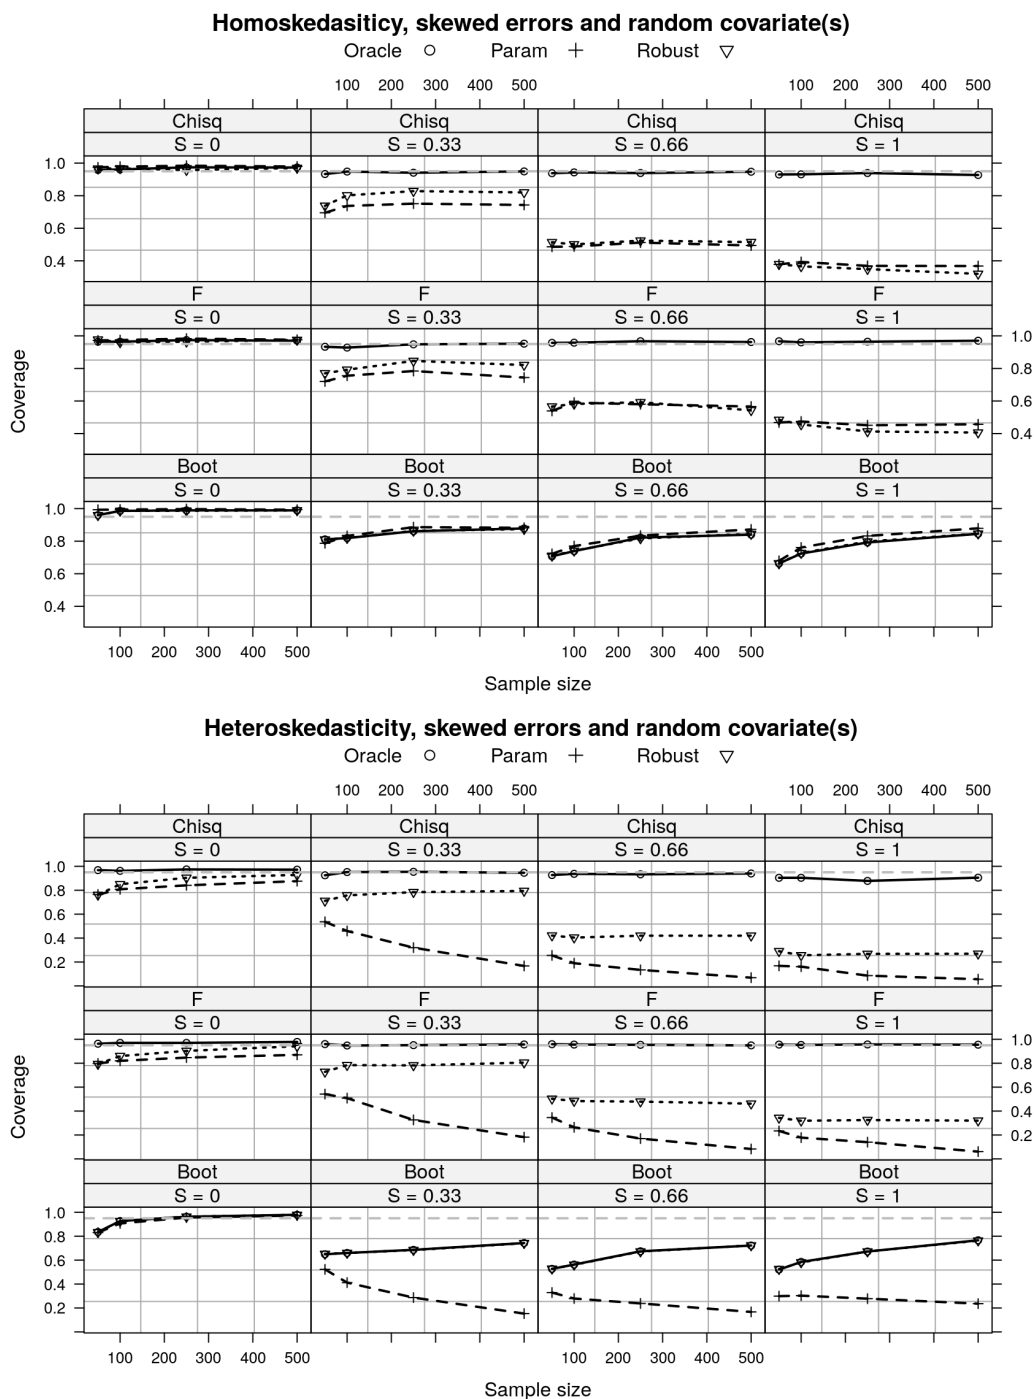 Homoskedasiticy, skewed errors and random covariate(s)
Oracle Param Robust
100 200 300 400 500 100 200 300 400 500
Chisq Chisq Chisq Chisq
S = 0 S = 0.33 S = 0.66 S = 1
1.0
0.8
0.6
0.4
F F F F
S = 0 S = 0.33 S = 0.66 S = 1
1.0
0.8
0.6
0.4
Coverage
Boot Boot Boot Boot
S = 0 S = 0.33 S = 0.66 S = 1
1.0
0.8
0.6
0.4
100 200 300 400 500 100 200 300 400 500
Sample size
Heteroskedasticity, skewed errors and random covariate(s)
Oracle Param Robust
100 200 300 400 500 100 200 300 400 500
Chisq Chisq Chisq Chisq
S = 0 S = 0.33 S = 0.66 S = 1
1.0
0.8
0.6
0.4
0.2
F F F F
S = 0 S = 0.33 S = 0.66 S = 1
1.0
0.8
0.6
0.4
0.2
Coverage
Boot Boot Boot Boot
S = 0 S = 0.33 S = 0.66 S = 1
1.0
0.8
0.6
0.4
0.2
100 200 300 400 500 100 200 300 400 500
Sample size